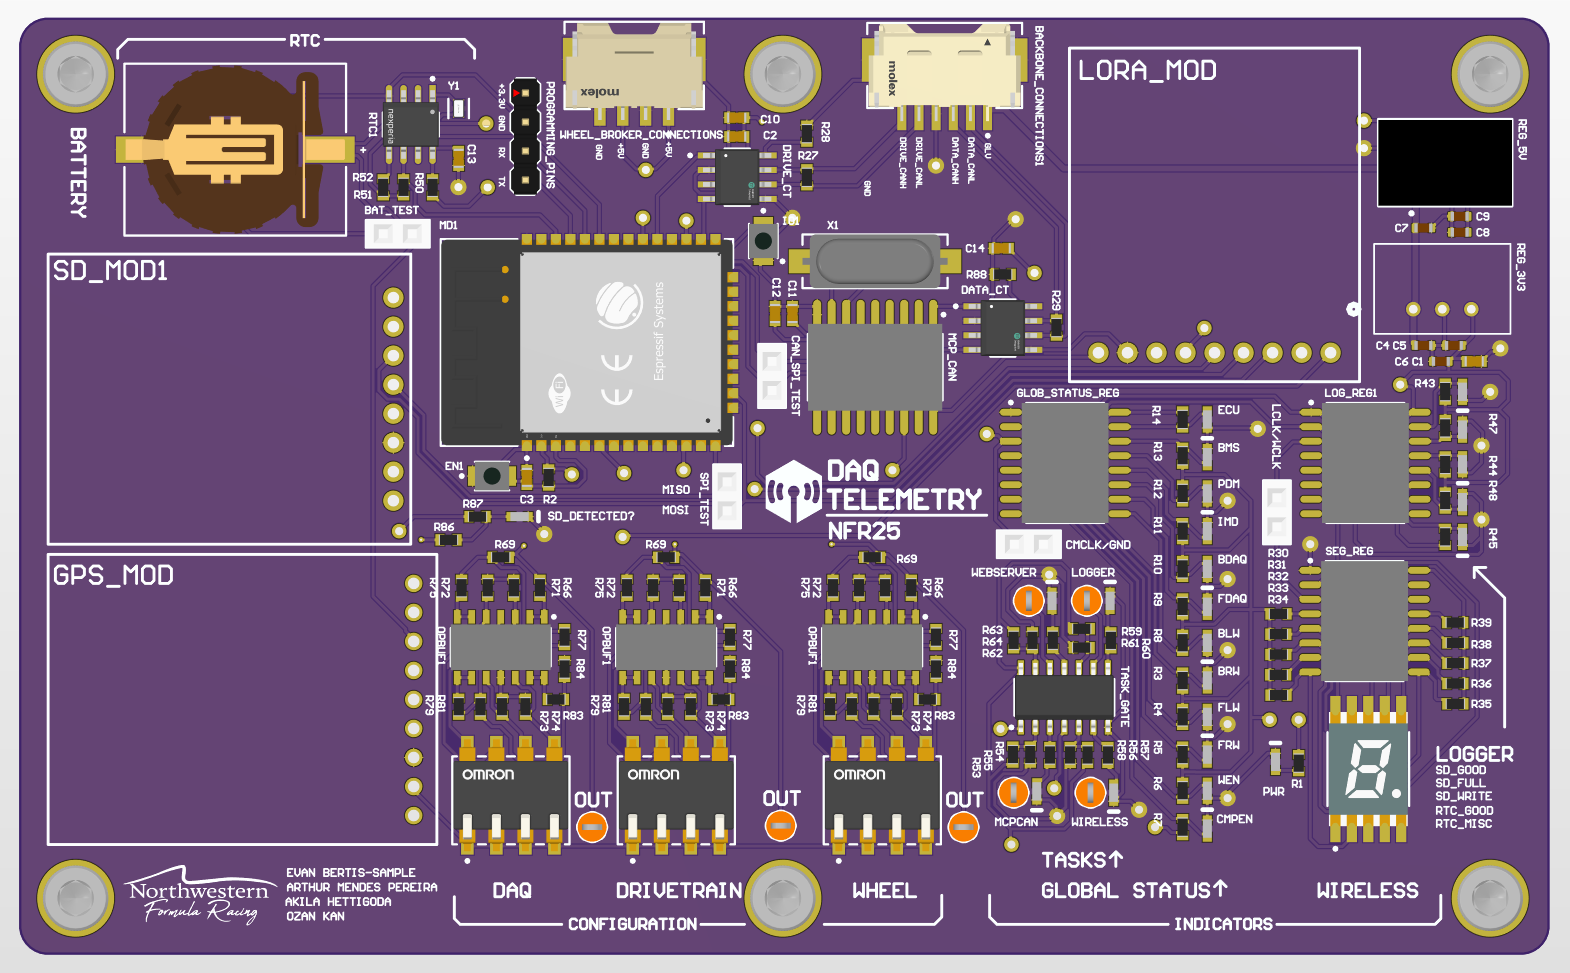 RTC
BATTERY
RTC1
nexperia
Y1
C13
R52
R51
R50
BAT_TEST
+
+3.3V
GND
RX
TX
PROGRAMMING_PINS
molex
WHEEL_BROKER_CONNECTIONS
GND
+5V
GND
+5V
C10
C2
R28
R27
DRIVE_CT
molex
BACKBONE_CONNECTIONS1
DRIVE_CANH
DRIVE_CANL
DATA_CANH
DATA_CANL
BLU
GND
LORA_MOD
REG_5V
C9
C7
C8
REG_3V3
C4 C5
C6 C1
MD1
SD_MOD1
Espressif Systems
Wi Fi
CE
X1
C14
R88
DATA_CT
R29
C12
C11
CAN_SPI_TEST
MCP_CAN
EN1
C3
R2
MISO
MOSI
SPI_TEST
R87
SD_DETECTED?
R86
DAQ
TELEMETRY
NFR25
GLOB_STATUS_REG
CMCLK/GND
R14
ECU
R13
BMS
R12
PDM
R11
IMD
R10
BDAQ
R9
FDAQ
R8
BLW
R3
BRW
R4
FLW
R5
FRW
R6
WEN
R7
CMPEN
LCLK/WCLK
LOG_REG1
R43
R47
R44
R48
R45
SEG_REG
R30
R31
R32
R33
R34
R39
R38
R37
R36
R35
GPS_MOD
R69
R75
R72
R71
R66
OPBUF1
R77
R84
R79
R81
R73
R74
R83
OMRON
OUT
R69
R75
R72
R71
R66
OPBUF1
R77
R84
R79
R81
R73
R74
R83
OMRON
OUT
R69
R75
R72
R71
R66
OPBUF1
R77
R84
R79
R81
R73
R74
R83
OMRON
OUT
WEBSERVER
LOGGER
R63
R64
R62
R59
R61
R60
TASK_GATE
R54
R55
R53
R58
R56
R57
MCPCAN
WIRELESS
PWR
R1
8.
LOGGER
SD_GOOD
SD_FULL
SD_WRITE
RTC_GOOD
RTC_MISC
TASKS↑
GLOBAL STATUS↑
WIRELESS
INDICATORS
DAQ
DRIVETRAIN
WHEEL
CONFIGURATION
Northwestern
Formula Racing
EVAN BERTIS-SAMPLE
ARTHUR MENDES PEREIRA
AKILA HETTIGODA
OZAN KAN